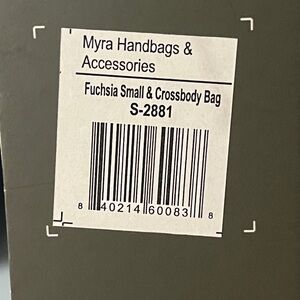 Myra Handbags &
Accessories
Fuchsia Small & Crossbody Bag
S-2881
8 40214 60083 8